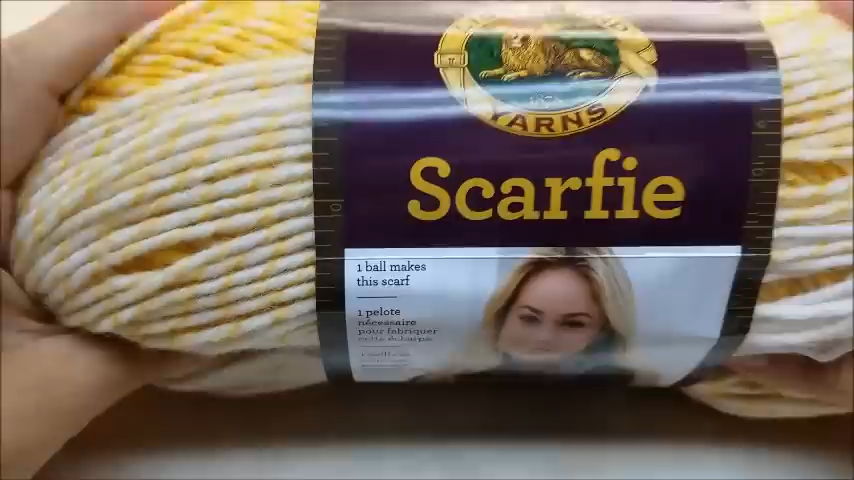 YARNS
Scarfie
1 ball makes
this scarf
1 pelote
nécessaire
pour fabriquer
cette écharpe